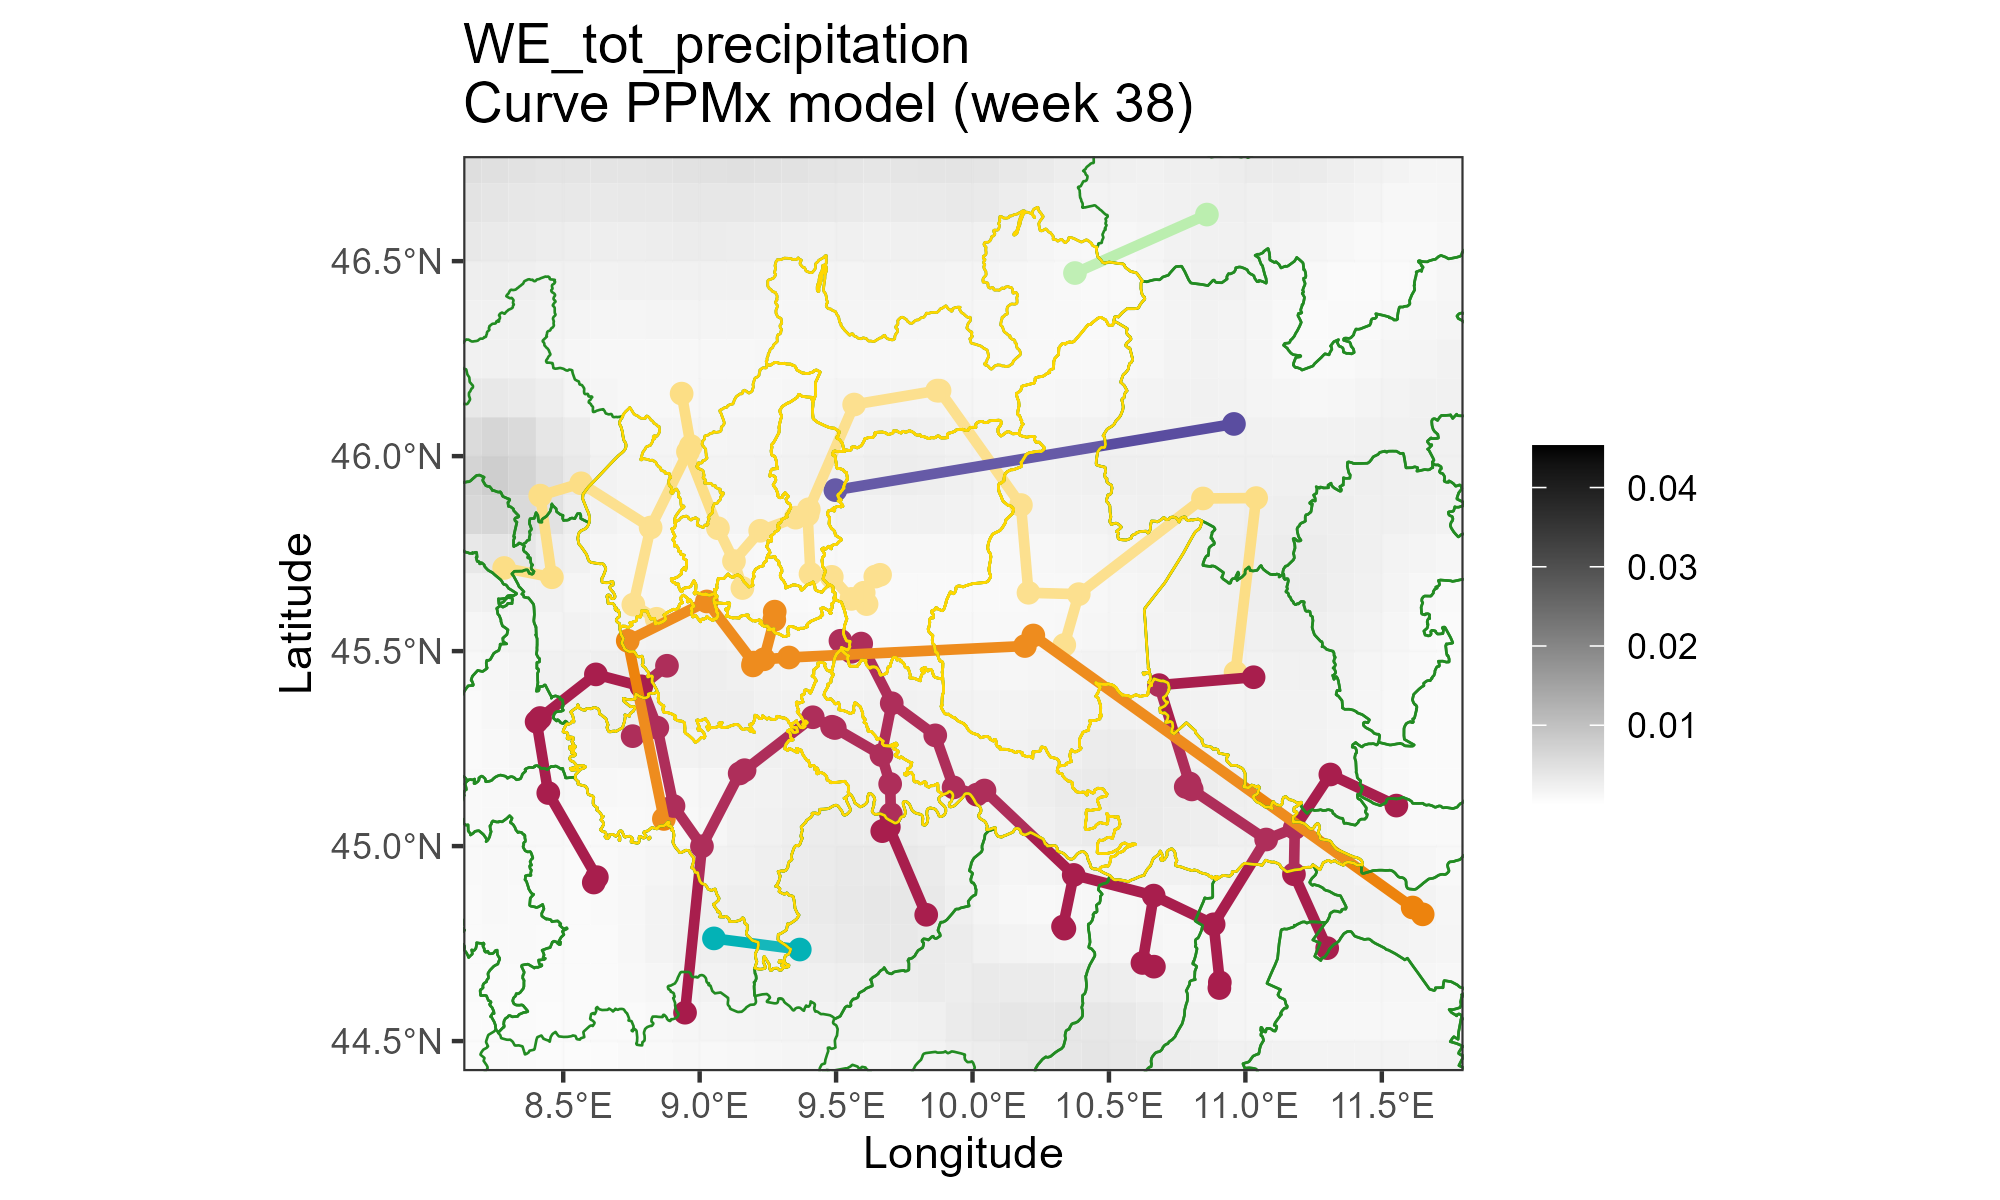 WE_tot_precipitation
Curve PPMx model (week 38)
46.5°N
46.0°N
45.5°N
45.0°N
44.5°N
Latitude
8.5°E 9.0°E 9.5°E 10.0°E 10.5°E 11.0°E 11.5°E
Longitude
0.04
0.03
0.02
0.01